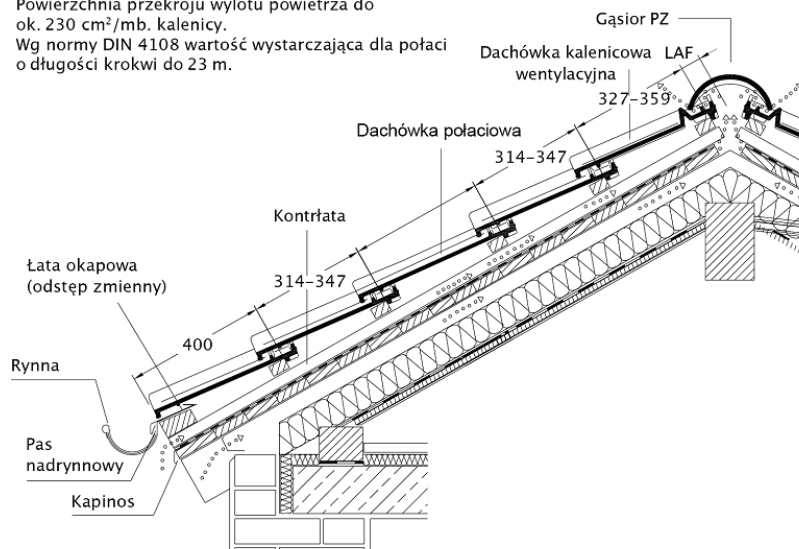 Powierzchnia przekroju wylotu powietrza do
ok. 230 cm²/mb. kalenicy.
Wg normy DIN 4108 wartość wystarczająca dla połaci
o długości krokwi do 23 m.
Gąsior PZ
Dachówka kalenicowa
wentylacyjna
LAF
327–359
Dachówka połaciowa
314–347
Kontrłata
314–347
Łata okapowa
(odstęp zmienny)
400
Rynna
Pas
nadrynnowy
Kapinos